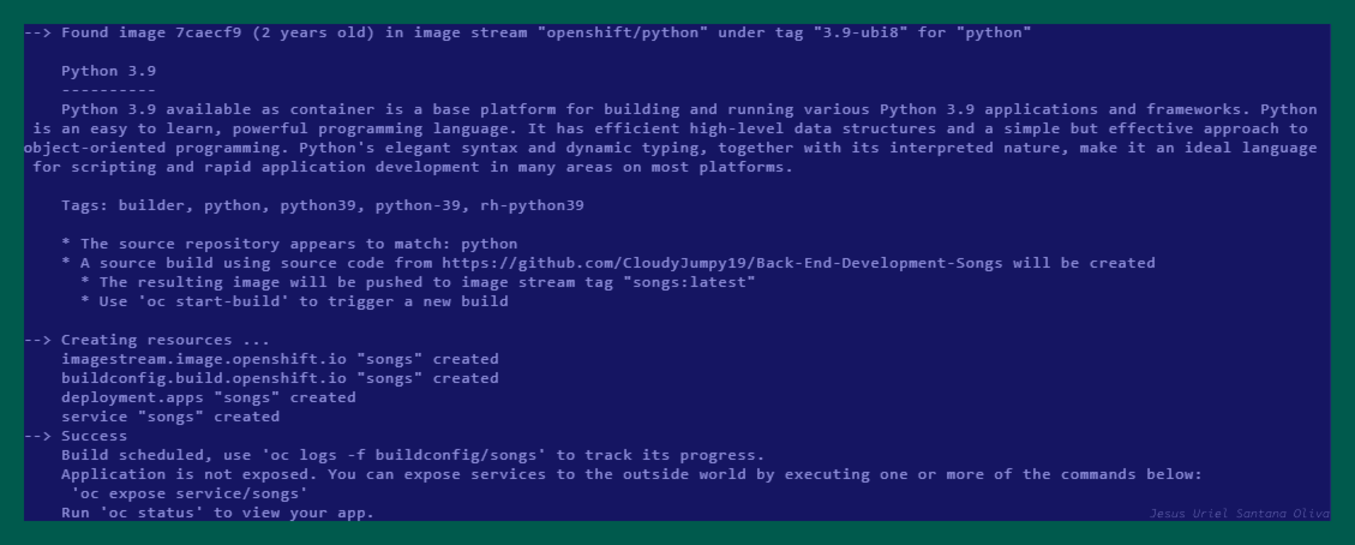 --> Found image 7caecf9 (2 years old) in image stream "openshift/python" under tag "3.9-ubi8" for "python"
Python 3.9
----------
Python 3.9 available as container is a base platform for building and running various Python 3.9 applications and frameworks. Python
is an easy to learn, powerful programming language. It has efficient high-level data structures and a simple but effective approach to
object-oriented programming. Python's elegant syntax and dynamic typing, together with its interpreted nature, make it an ideal language
for scripting and rapid application development in many areas on most platforms.
Tags: builder, python, python39, python-39, rh-python39
* The source repository appears to match: python
* A source build using source code from https://github.com/CloudyJumpy19/Back-End-Development-Songs will be created
* The resulting image will be pushed to image stream tag "songs:latest"
* Use 'oc start-build' to trigger a new build
--> Creating resources ...
imagestream.image.openshift.io "songs" created
buildconfig.build.openshift.io "songs" created
deployment.apps "songs" created
service "songs" created
--> Success
Build scheduled, use 'oc logs -f buildconfig/songs' to track its progress.
Application is not exposed. You can expose services to the outside world by executing one or more of the commands below:
'oc expose service/songs'
Run 'oc status' to view your app.
Jesus Uriel Santana Oliva